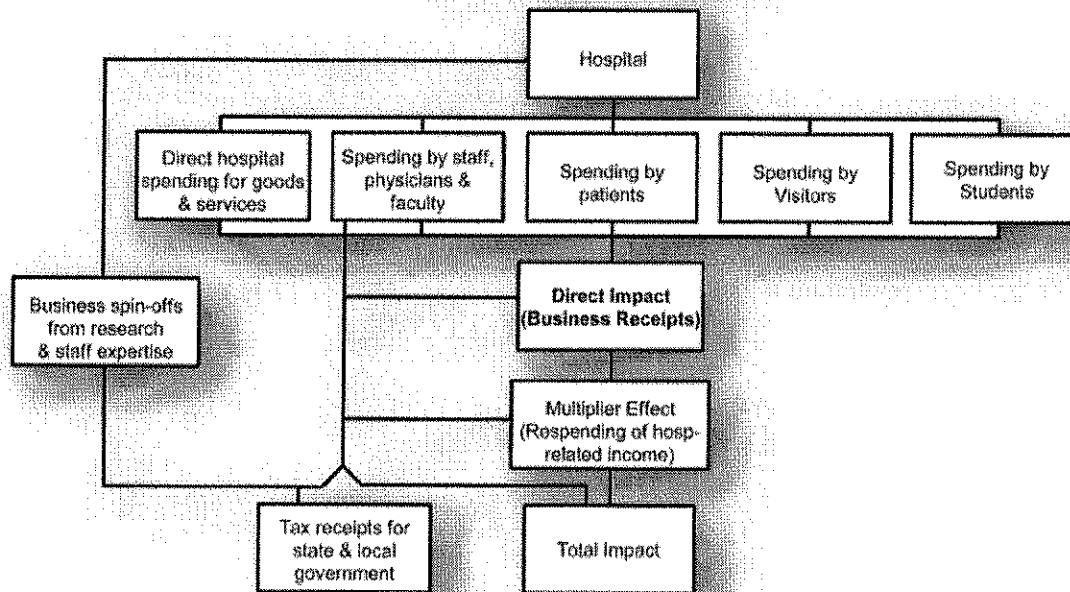 Hospital
Direct hospital
spending for goods
& services
Spending by staff,
physicians &
faculty
Spending by
patients
Spending by
Visitors
Spending by
Students
Business spin-offs
from research
& staff expertise
Direct Impact
(Business Receipts)
Multiplier Effect
(Respending of hosp-
related income)
Tax receipts for
state & local
government
Total Impact